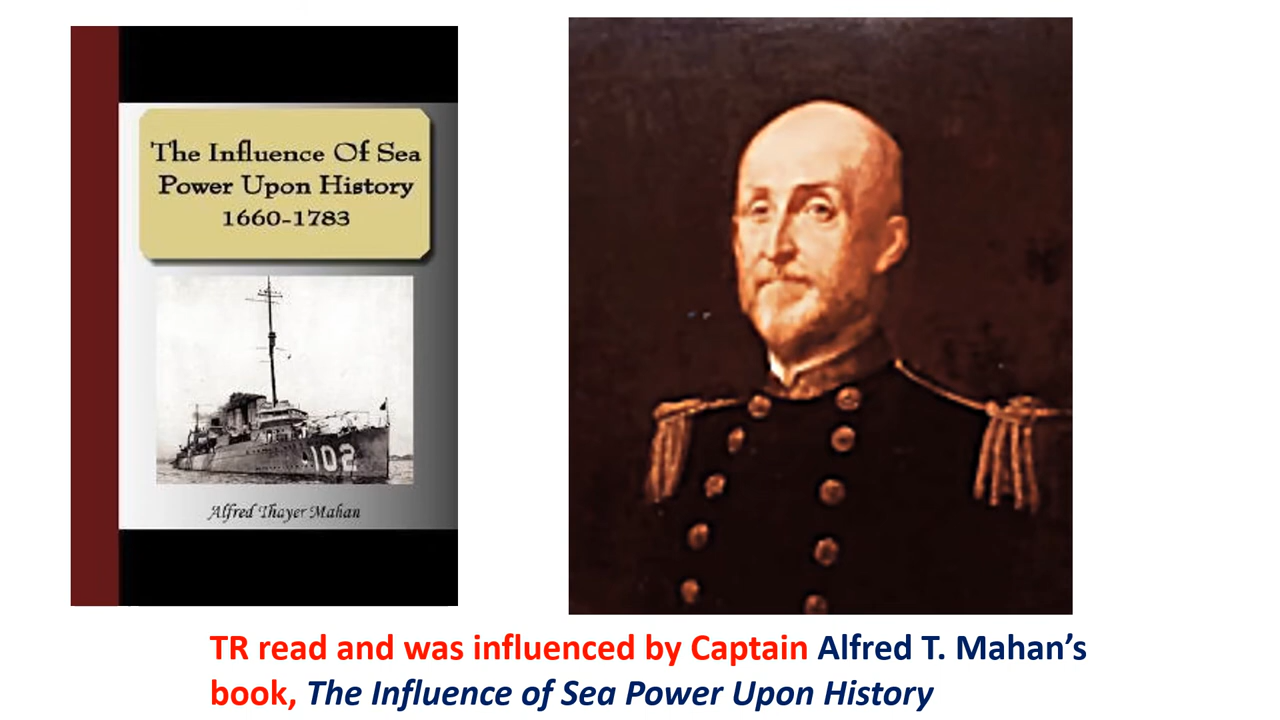 The Influence Of Sea
Power Upon History
1660-1783
102
Alfred Thayer Mahan
TR read and was influenced by Captain Alfred T. Mahan’s
book, The Influence of Sea Power Upon History